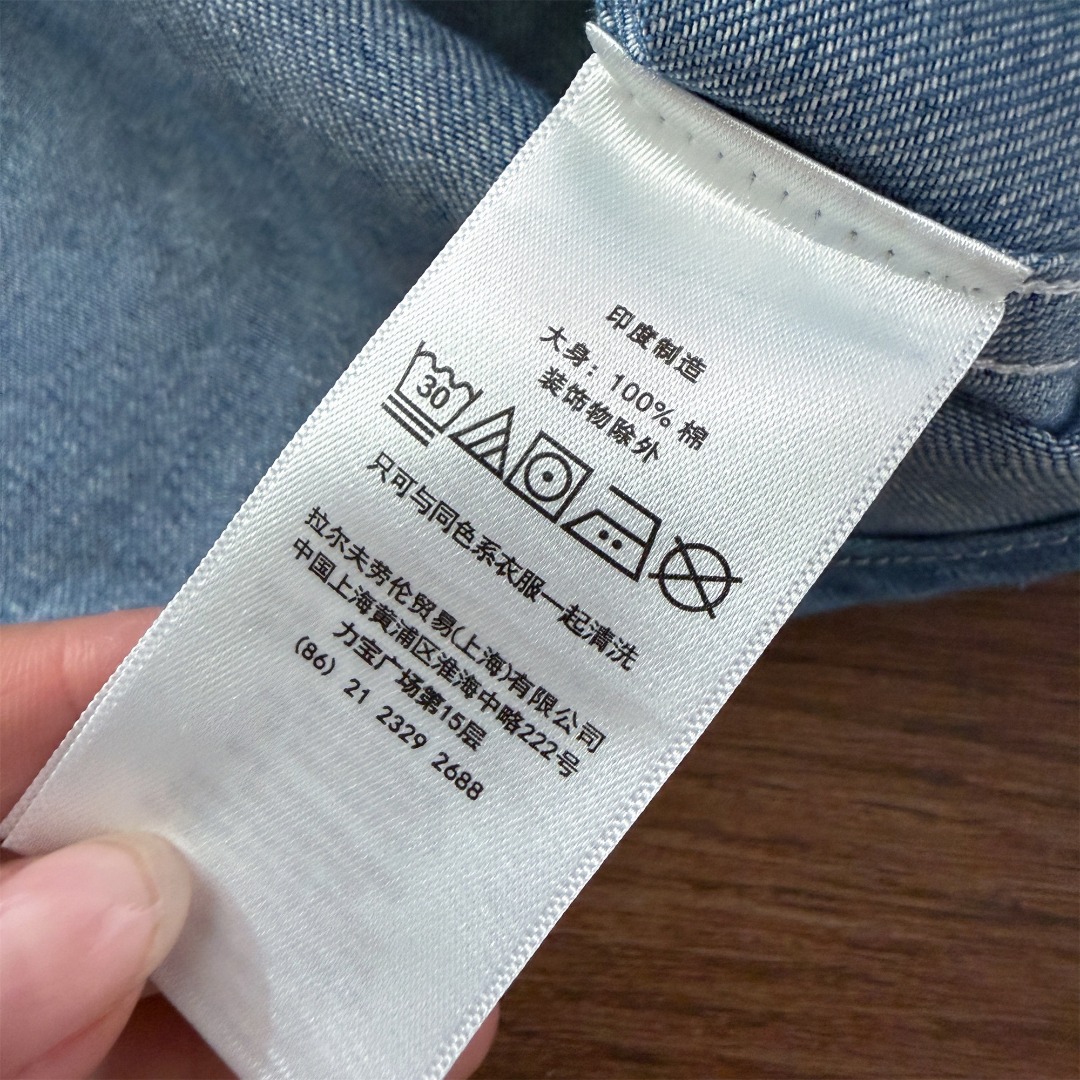 印度制造
大身: 100% 棉
装饰物除外
30
只可与同色系衣服一起清洗
拉尔夫劳伦贸易(上海)有限公司
中国上海黄浦区淮海中略222号
力宝广场第15层
(86) 21 2329 2688